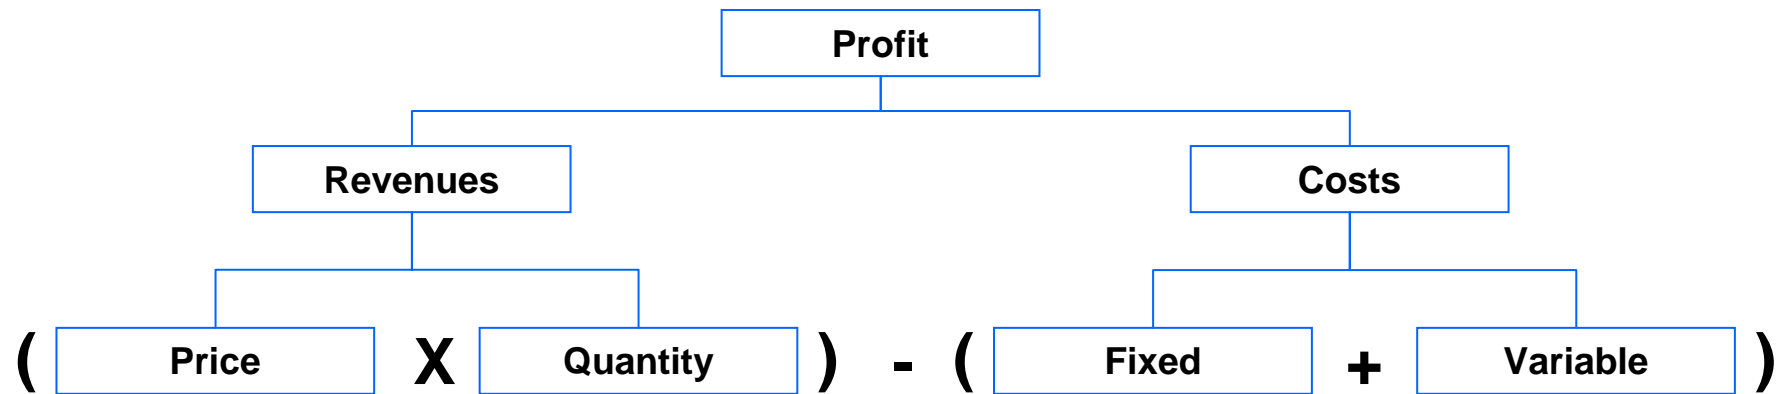 Profit
Revenues Costs
( Price X Quantity ) - ( Fixed + Variable )